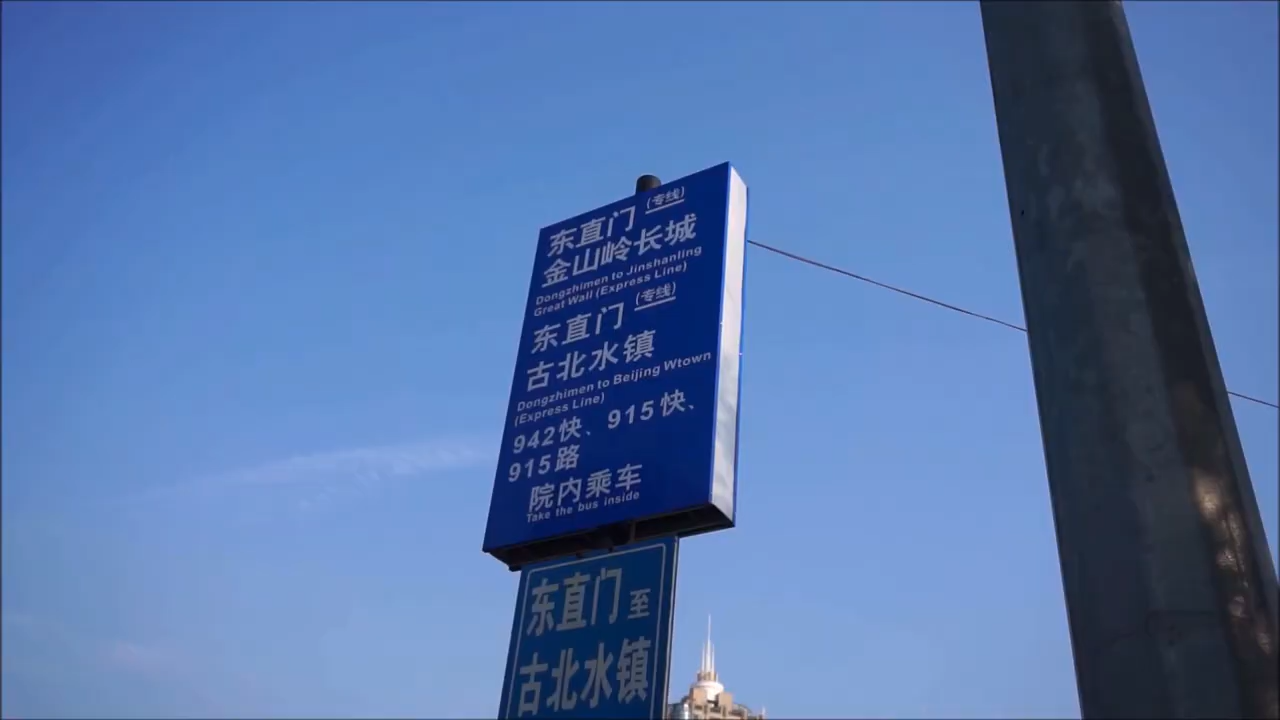 东直门 (专线)
金山岭长城
Dongzhimen to Jinshanling
Great Wall (Express Line)
东直门 (专线)
古北水镇
Dongzhimen to Beijing Wtown
(Express Line)
942快、915快、
915路
院内乘车
Take the bus inside
东直门至
古北水镇